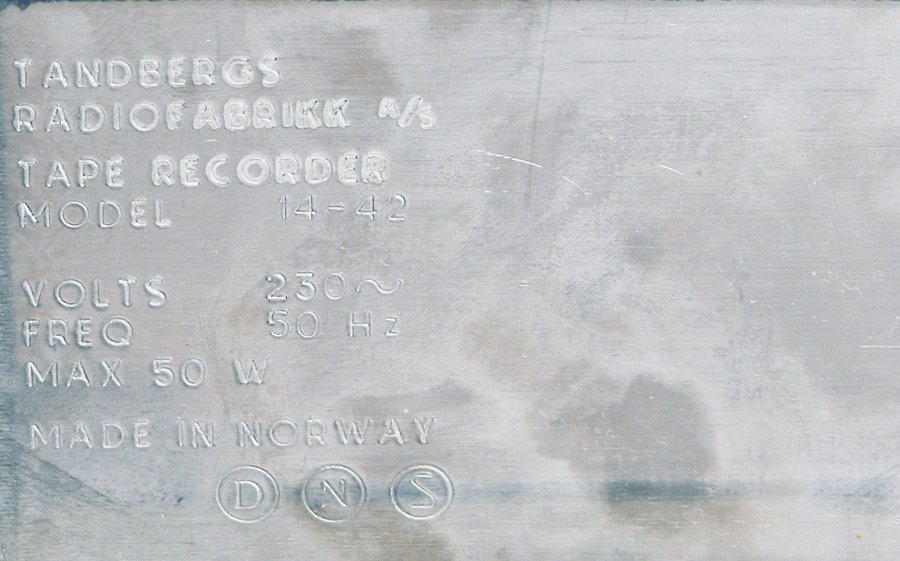 TANDBERGS
RADIOFABRIKK A/S
TAPE RECORDER
MODEL 14-42
VOLTS 230~
FREQ 50 Hz
MAX 50 W
MADE IN NORWAY
D N S